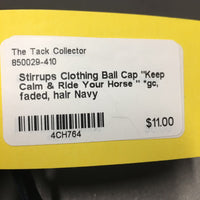 The Tack Collector
850029-410
Stirrups Clothing Ball Cap "Keep
Calm & Ride Your Horse " *gc,
faded, hair Navy
4CH764
$11.00